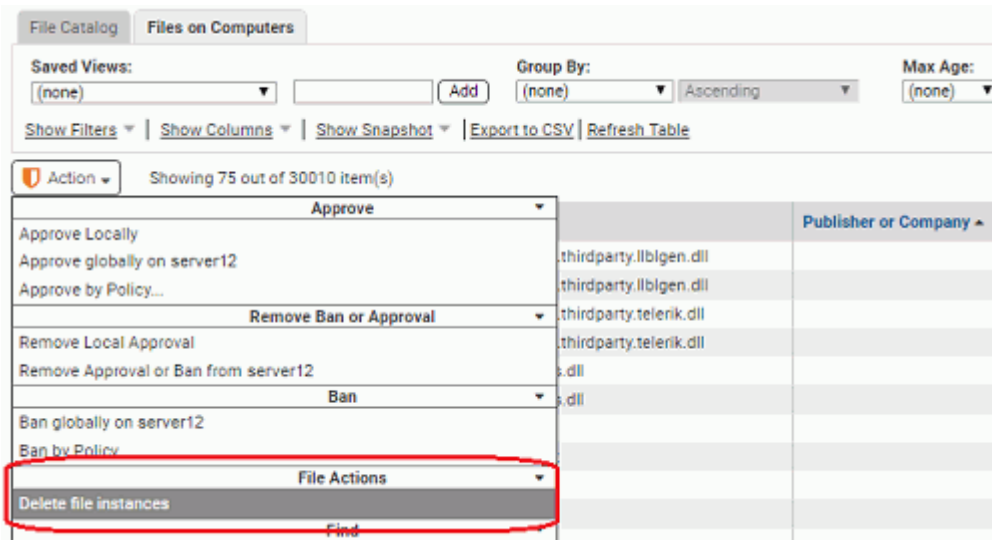 File Catalog Files on Computers
Saved Views: Group By: Max Age:
(none) Add (none) Ascending (none)
Show Filters | Show Columns | Show Snapshot | Export to CSV | Refresh Table
Action Showing 75 out of 30010 item(s)
Approve
Publisher or Company
Approve Locally
.thirdparty.llblgen.dll
Approve globally on server12
.thirdparty.llblgen.dll
Approve by Policy...
Remove Ban or Approval .thirdparty.telerik.dll
Remove Local Approval .thirdparty.telerik.dll
Remove Approval or Ban from server12 s.dll
Ban s.dll
Ban globally on server12
Ban by Policy
File Actions
Delete file instances
Find